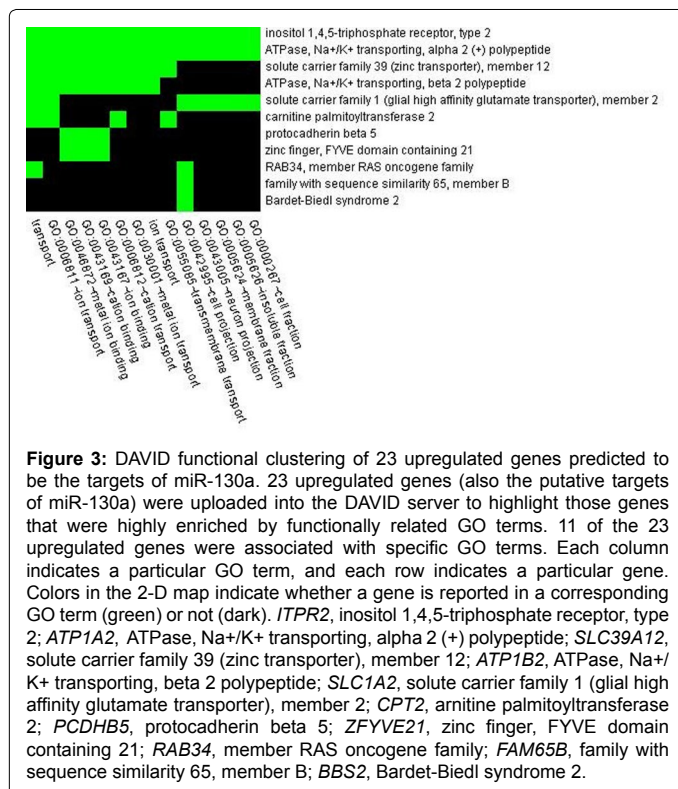 inositol 1,4,5-triphosphate receptor, type 2
ATPase, Na+/K+ transporting, alpha 2 (+) polypeptide
solute carrier family 39 (zinc transporter), member 12
ATPase, Na+/K+ transporting, beta 2 polypeptide
solute carrier family 1 (glial high affinity glutamate transporter), member 2
carnitine palmitoyltransferase 2
protocadherin beta 5
zinc finger, FYVE domain containing 21
RAB34, member RAS oncogene family
family with sequence similarity 65, member B
Bardet-Biedl syndrome 2
transport
GO:0006811~ion transport
GO:0046872~metal ion binding
GO:0043169~cation binding
GO:0043167~ion binding
GO:0006812~cation transport
GO:0030001~metal ion transport
ion transport
GO:0055085~transmembrane transport
GO:0042995~cell projection
GO:0043005~neuron projection
GO:0005624~membrane fraction
GO:0005626~insoluble fraction
GO:0000267~cell fraction
Figure 3: DAVID functional clustering of 23 upregulated genes predicted to
be the targets of miR-130a. 23 upregulated genes (also the putative targets
of miR-130a) were uploaded into the DAVID server to highlight those genes
that were highly enriched by functionally related GO terms. 11 of the 23
upregulated genes were associated with specific GO terms. Each column
indicates a particular GO term, and each row indicates a particular gene.
Colors in the 2-D map indicate whether a gene is reported in a corresponding
GO term (green) or not (dark). ITPR2, inositol 1,4,5-triphosphate receptor, type
2; ATP1A2, ATPase, Na+/K+ transporting, alpha 2 (+) polypeptide; SLC39A12,
solute carrier family 39 (zinc transporter), member 12; ATP1B2, ATPase, Na+/
K+ transporting, beta 2 polypeptide; SLC1A2, solute carrier family 1 (glial high
affinity glutamate transporter), member 2; CPT2, arnitine palmitoyltransferase
2; PCDHB5, protocadherin beta 5; ZFYVE21, zinc finger, FYVE domain
containing 21; RAB34, member RAS oncogene family; FAM65B, family with
sequence similarity 65, member B; BBS2, Bardet-Biedl syndrome 2.